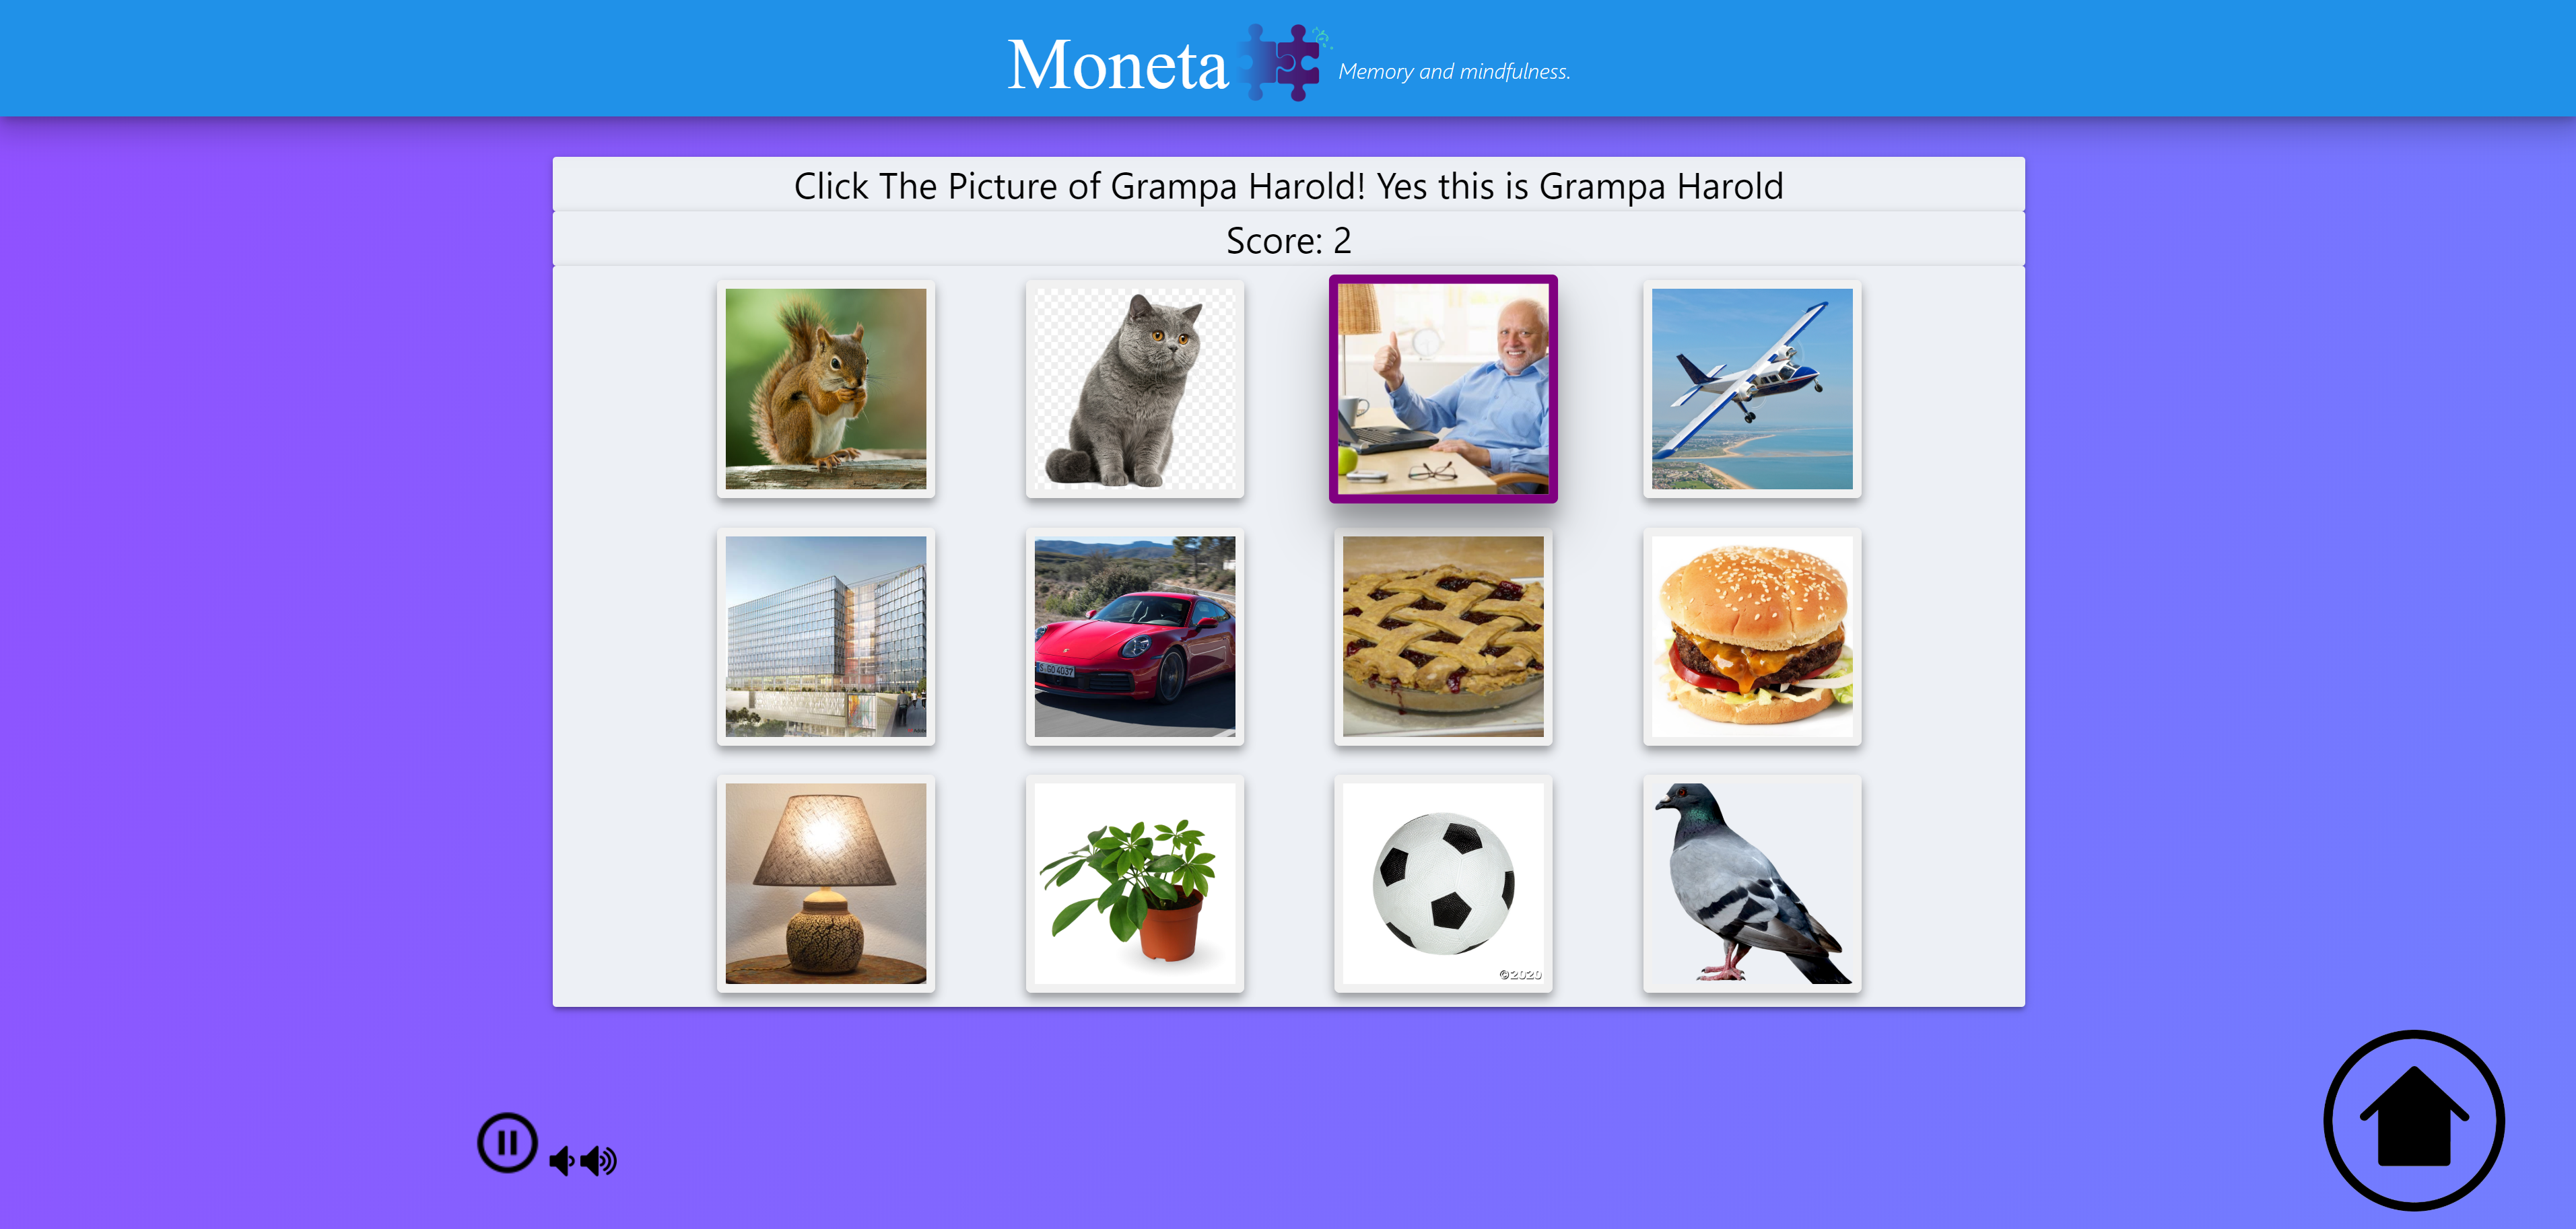 Moneta
Memory and mindfulness.
Click The Picture of Grampa Harold! Yes this is Grampa Harold
Score: 2
©2020